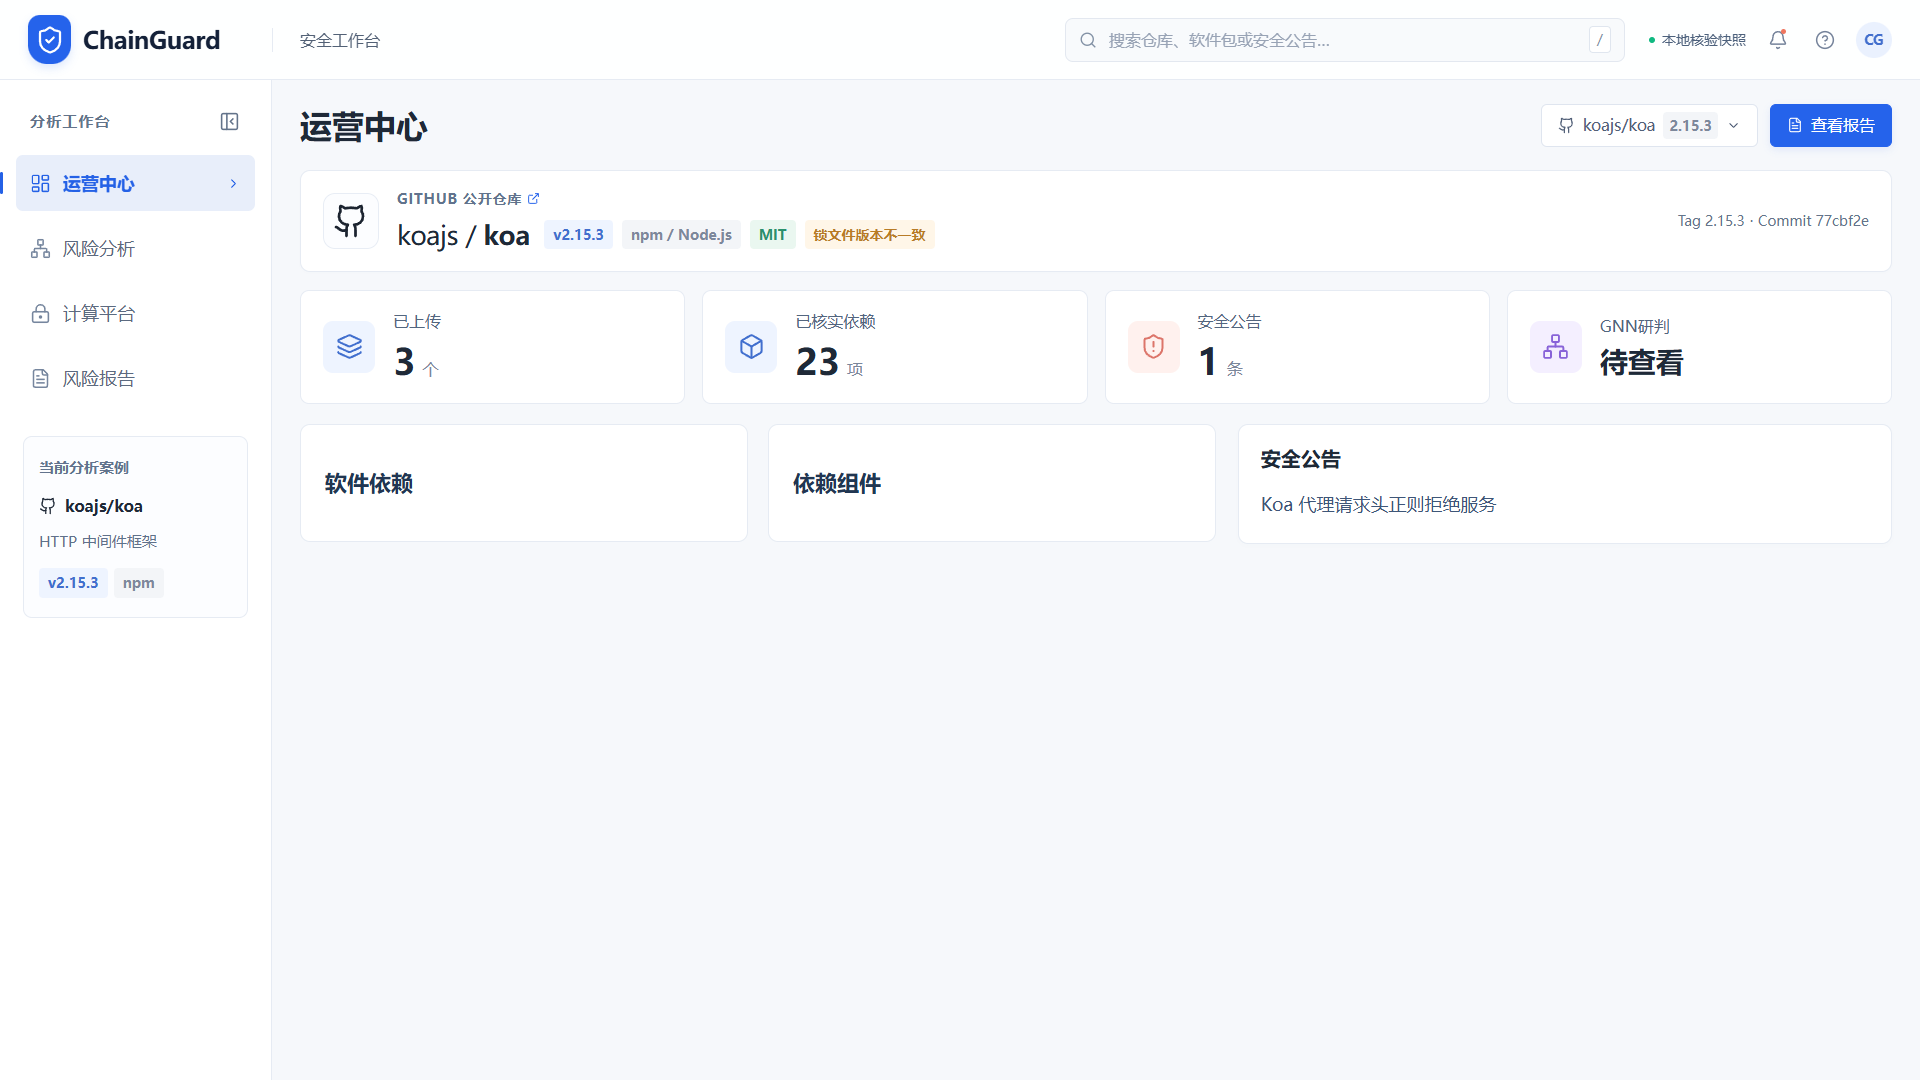 ChainGuard
安全工作台
搜索仓库、软件包或安全公告...
/
本地核验快照
CG
分析工作台
运营中心
风险分析
计算平台
风险报告
当前分析案例
koajs/koa
HTTP 中间件框架
v2.15.3 npm
运营中心
koajs/koa 2.15.3
查看报告
GITHUB 公开仓库
koajs / koa v2.15.3 npm / Node.js MIT 锁文件版本不一致
Tag 2.15.3 · Commit 77cbf2e
已上传
3 个
已核实依赖
23 项
安全公告
1 条
GNN研判
待查看
软件依赖
依赖组件
安全公告
Koa 代理请求头正则拒绝服务